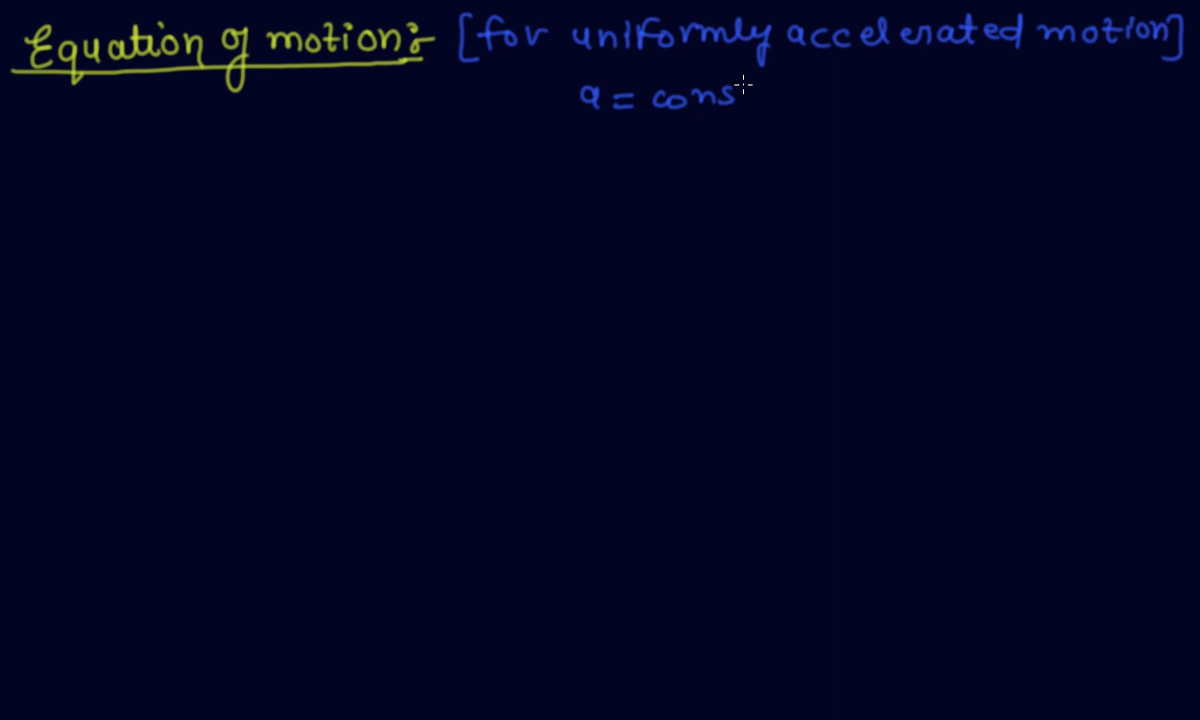 Equation of motion:- [for uniformly accelerated motion]
a = cons